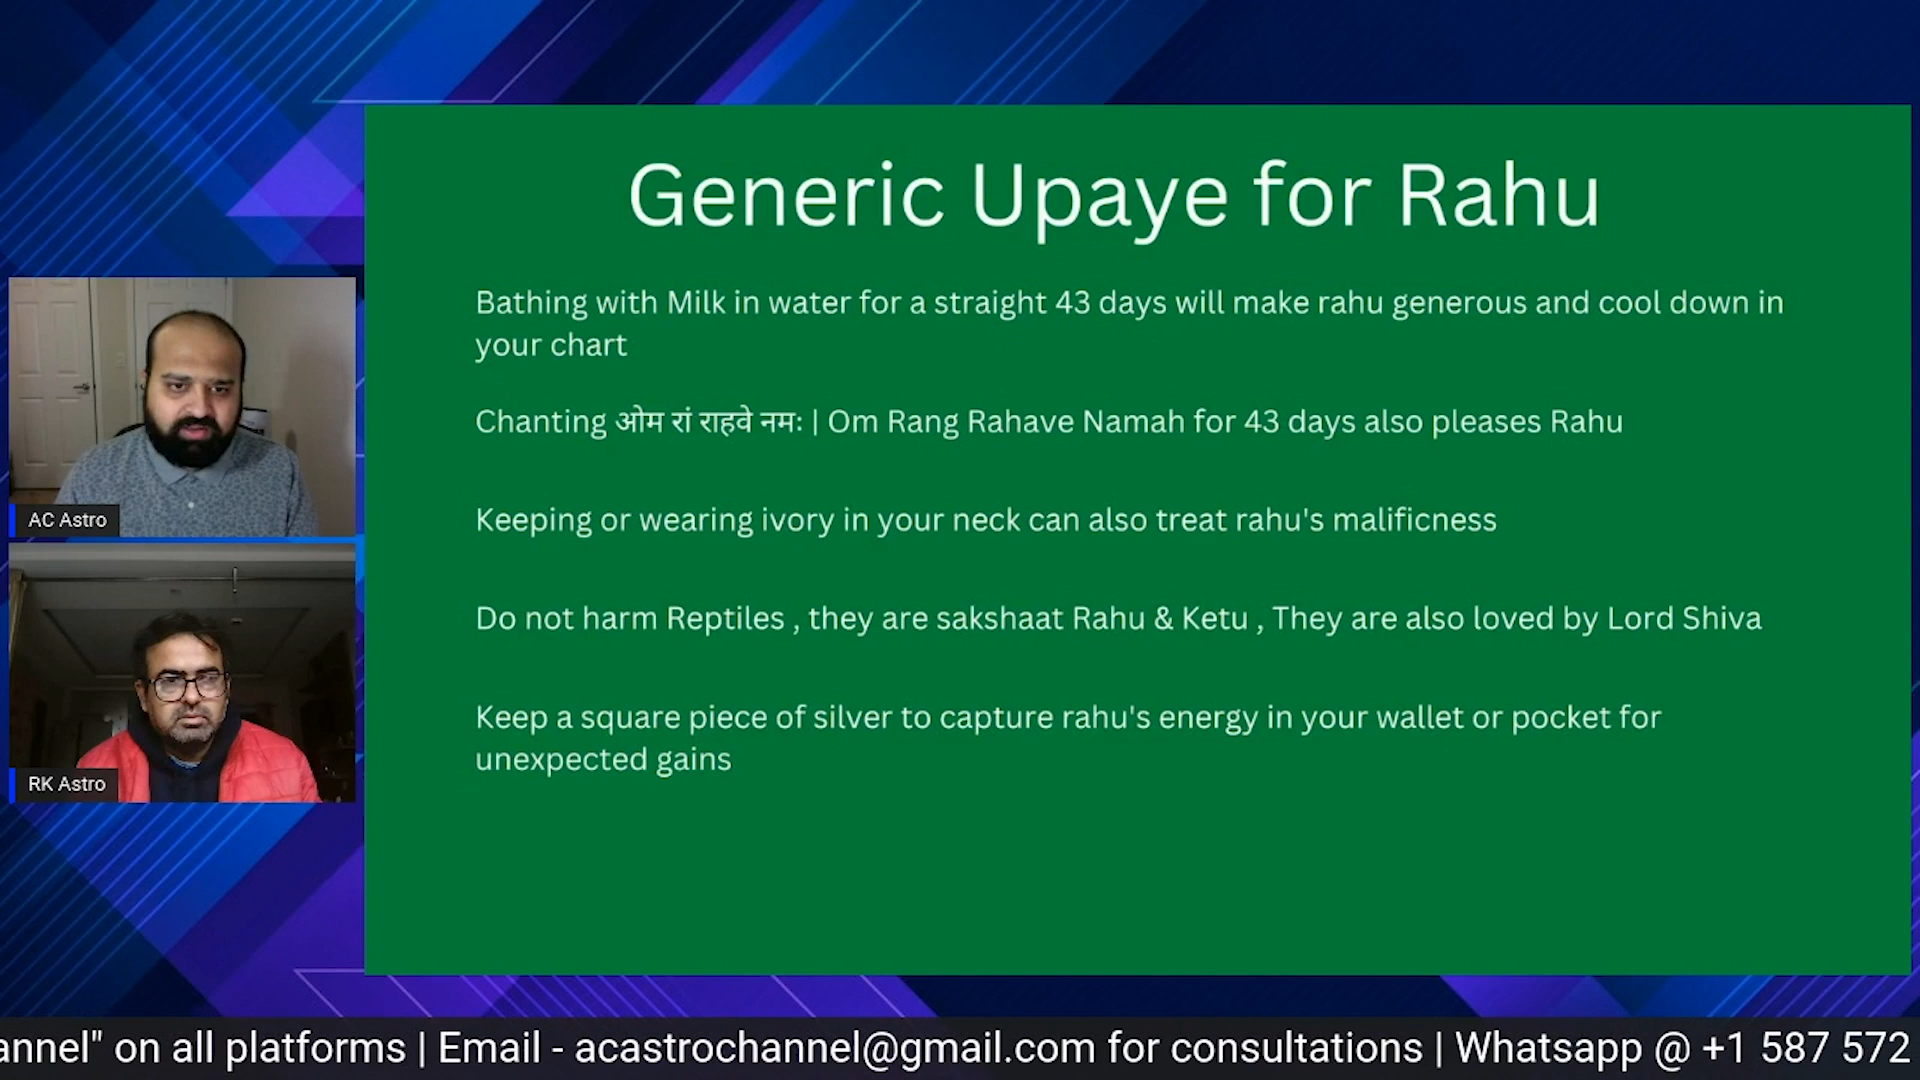 Generic Upaye for Rahu
Bathing with Milk in water for a straight 43 days will make rahu generous and cool down in
your chart
Chanting ओम रां राहवे नमः | Om Rang Rahave Namah for 43 days also pleases Rahu
Keeping or wearing ivory in your neck can also treat rahu's malificness
Do not harm Reptiles , they are sakshaat Rahu & Ketu , They are also loved by Lord Shiva
Keep a square piece of silver to capture rahu's energy in your wallet or pocket for
unexpected gains
AC Astro
RK Astro
annel" on all platforms | Email - acastrochannel@gmail.com for consultations | Whatsapp @ +1 587 572